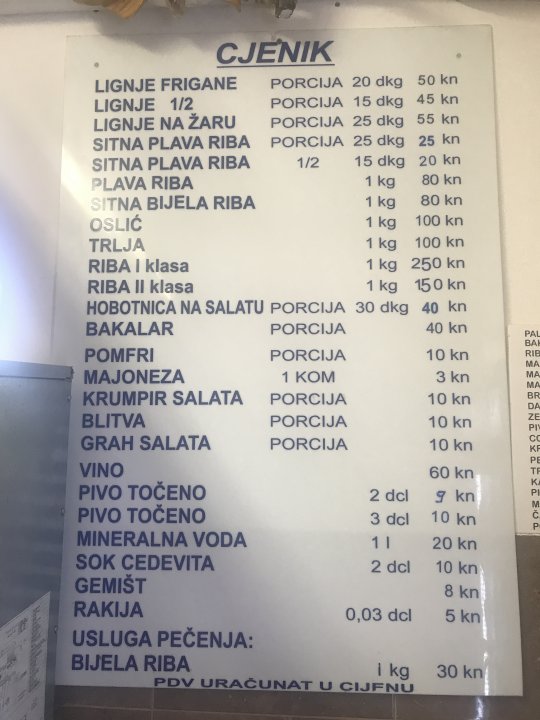 CJENIK
LIGNJE FRIGANE PORCIJA 20 dkg 50 kn
LIGNJE 1/2 PORCIJA 15 dkg 45 kn
LIGNJE NA ŽARU PORCIJA 25 dkg 55 kn
SITNA PLAVA RIBA PORCIJA 25 dkg 25 kn
SITNA PLAVA RIBA 1/2 15 dkg 20 kn
PLAVA RIBA 1 kg 80 kn
SITNA BIJELA RIBA 1 kg 80 kn
OSLIĆ 1 kg 100 kn
TRLJA 1 kg 100 kn
RIBA I klasa 1 kg 250 kn
RIBA II klasa 1 kg 150 kn
HOBOTNICA NA SALATU PORCIJA 30 dkg 40 kn
BAKALAR PORCIJA 40 kn
POMFRI PORCIJA 10 kn
MAJONEZA 1 KOM 3 kn
KRUMPIR SALATA PORCIJA 10 kn
BLITVA PORCIJA 10 kn
GRAH SALATA PORCIJA 10 kn
VINO 60 kn
PIVO TOČENO 2 dcl 9 kn
PIVO TOČENO 3 dcl 10 kn
MINERALNA VODA 1 l 20 kn
SOK CEDEVITA 2 dcl 10 kn
GEMIŠT 8 kn
RAKIJA 0,03 dcl 5 kn
USLUGA PEČENJA:
BIJELA RIBA 1 kg 30 kn
PDV URAČUNAT U CIJENU